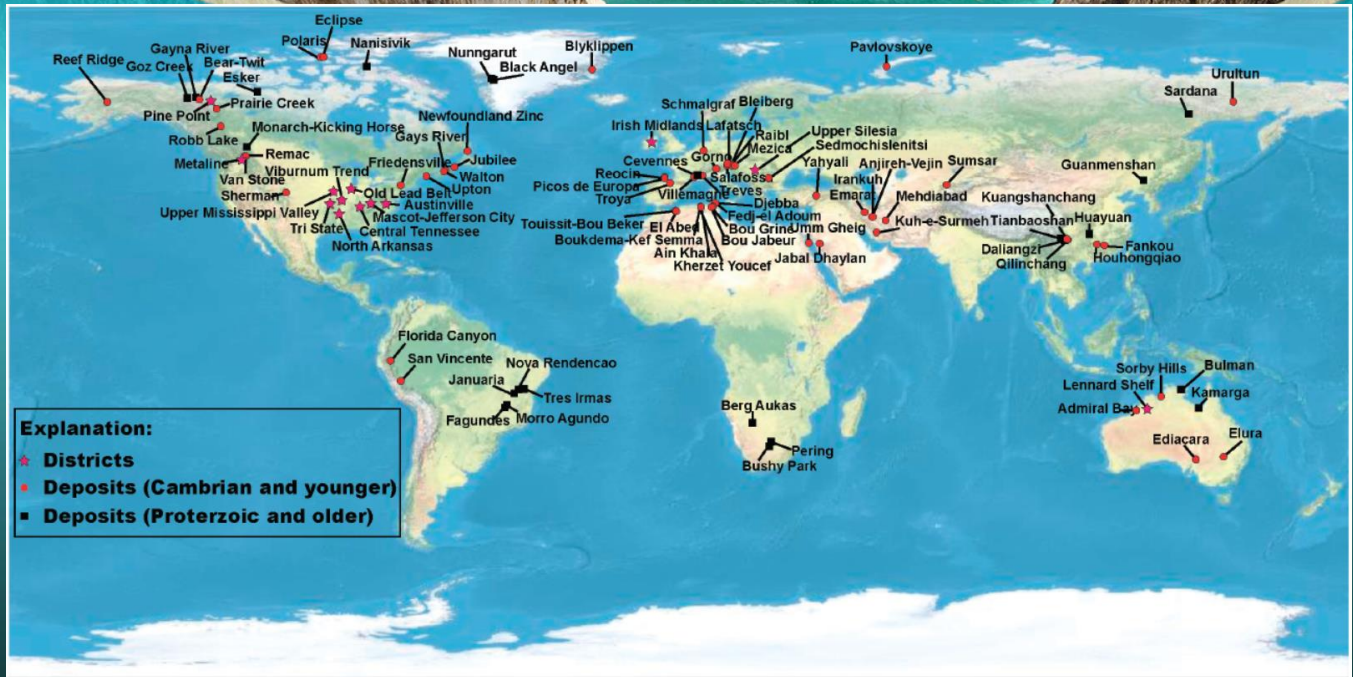 Eclipse
Polaris
Nanisivik
Gayna River
Bear-Twit
Reef Ridge
Goz Creek
Esker
Pine Point
Prairie Creek
Robb Lake
Monarch-Kicking Horse
Metaline
Remac
Van Stone
Viburnum Trend
Sherman
Upper Mississippi Valley
Tri State
Old Lead Belt
Austinville
Mascot-Jefferson City
Central Tennessee
North Arkansas
Friedensville
Gays River
Newfoundland Zinc
Jubilee
Walton
Upton
Nunngarut
Black Angel
Blyklippen
Pavlovskoye
Urultun
Sardana
Schmalgraf
Bleiberg
Irish Midlands
Lafatsch
Raibl
Mezica
Upper Silesia
Sedmochislenitsi
Cevennes
Gorno
Salafossa
Reocin
Picos de Europa
Troya
Villemagne
Treves
Djebba
Fedj-el Adoum
Touissit-Bou Beker
El Abed
Bou Grine
Boukdema-Kef Semma
Bou Jabeur
Ain Khala
Kherzet Youcef
Yahyali
Anjireh-Vejin
Sumsar
Irankuh
Emarat
Mehdiabad
Kuh-e-Surmeh
Umm Gheig
Jabal Dhaylan
Guanmenshan
Kuangshanchang
Tianbaoshan
Huayuan
Daliangzi
Qilinchang
Fankou
Houhongqiao
Florida Canyon
San Vincente
Nova Rendencao
Januaria
Tres Irmas
Fagundes
Morro Agundo
Berg Aukas
Pering
Bushy Park
Sorby Hills
Bulman
Lennard Shelf
Kamarga
Admiral Bay
Ediacara
Elura
Explanation:
Districts
Deposits (Cambrian and younger)
Deposits (Proterzoic and older)